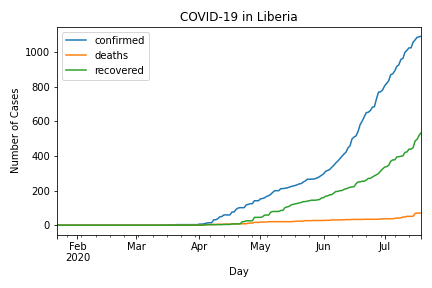 COVID-19 in Liberia
confirmed
deaths
recovered
Number of Cases
1000
800
600
400
200
0
Feb Mar Apr May Jun Jul
2020
Day